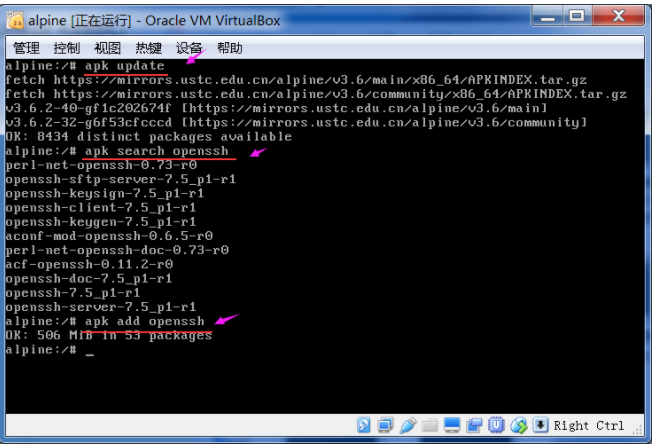 alpine [正在运行] - Oracle VM VirtualBox
管理 控制 视图 热键 设备 帮助
alpine:/# apk update
fetch https://mirrors.ustc.edu.cn/alpine/v3.6/main/x86_64/APKINDEX.tar.gz
fetch https://mirrors.ustc.edu.cn/alpine/v3.6/community/x86_64/APKINDEX.tar.gz
v3.6.2-40-gf1c202674f [https://mirrors.ustc.edu.cn/alpine/v3.6/main]
v3.6.2-32-g6f53cfcccd [https://mirrors.ustc.edu.cn/alpine/v3.6/community]
OK: 8434 distinct packages available
alpine:/# apk search openssh
perl-net-openssh-0.73-r0
openssh-sftp-server-7.5_p1-r1
openssh-keysign-7.5_p1-r1
openssh-client-7.5_p1-r1
openssh-keygen-7.5_p1-r1
aconf-mod-openssh-0.6.5-r0
perl-net-openssh-doc-0.73-r0
acf-openssh-0.11.2-r0
openssh-doc-7.5_p1-r1
openssh-7.5_p1-r1
openssh-server-7.5_p1-r1
alpine:/# apk add openssh
OK: 506 MiB in 53 packages
alpine:/# _
Right Ctrl